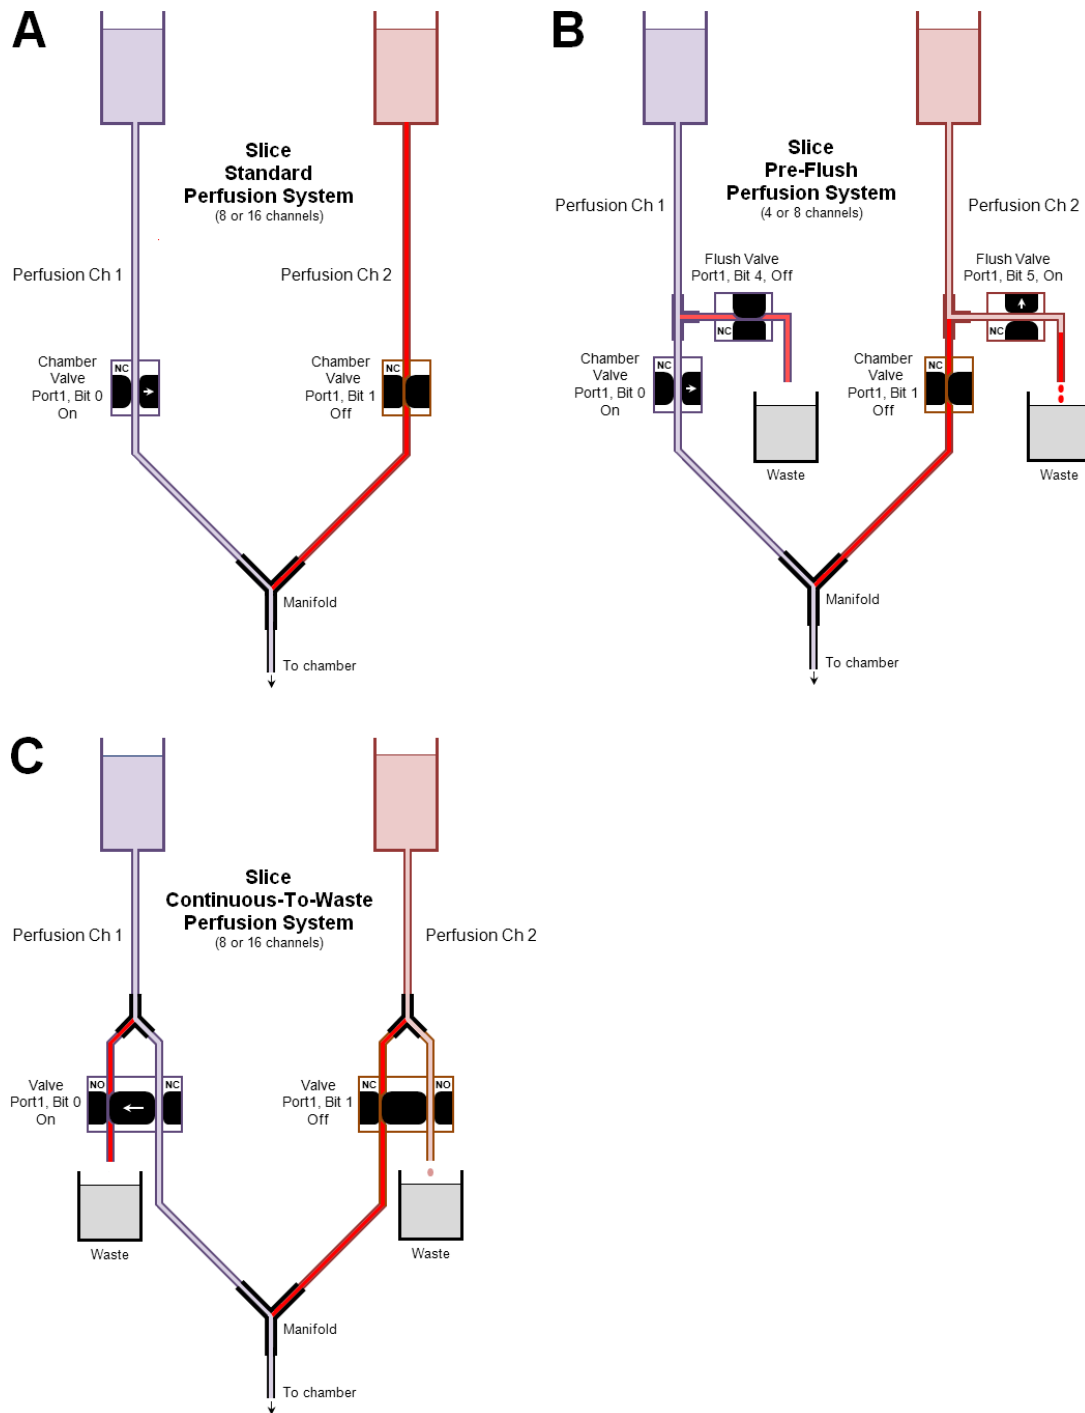 A
Slice
Standard
Perfusion System
(8 or 16 channels)
Perfusion Ch 1
Perfusion Ch 2
Chamber
Valve
Port1, Bit 0
On
NC
Chamber
Valve
Port1, Bit 1
Off
NC
Manifold
To chamber
B
Slice
Pre-Flush
Perfusion System
(4 or 8 channels)
Perfusion Ch 1
Perfusion Ch 2
Flush Valve
Port1, Bit 4, Off
NC
Flush Valve
Port1, Bit 5, On
NC
Chamber
Valve
Port1, Bit 0
On
NC
Chamber
Valve
Port1, Bit 1
Off
NC
Waste
Waste
Manifold
To chamber
C
Slice
Continuous-To-Waste
Perfusion System
(8 or 16 channels)
Perfusion Ch 1
Perfusion Ch 2
Valve
Port1, Bit 0
On
NO
NC
Valve
Port1, Bit 1
Off
NC
NO
Waste
Waste
Manifold
To chamber